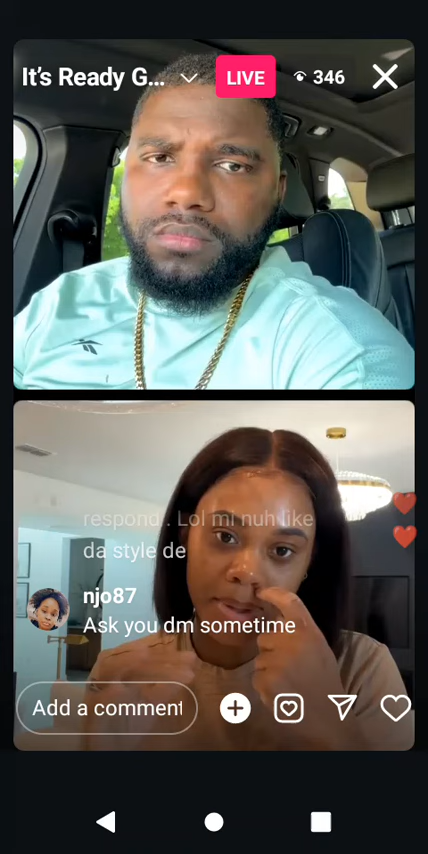 It's Ready G... LIVE 346
respond.. Lol mi nuh like
da style de
njo87
Ask you dm sometime
Add a comment